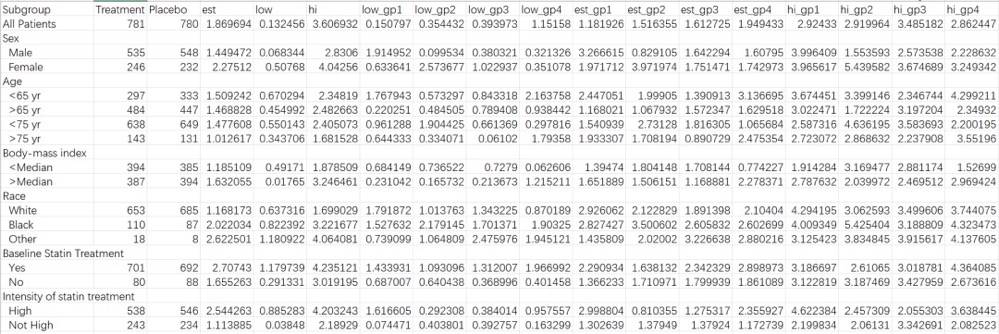 Subgroup Treatment Placebo est low hi low_gp1 low_gp2 low_gp3 low_gp4 est_gp1 est_gp2 est_gp3 est_gp4 hi_gp1 hi_gp2 hi_gp3 hi_gp4
All Patients 781 780 1.869694 0.132456 3.606932 0.150797 0.354432 0.393973 1.15158 1.181926 1.516355 1.612725 1.949433 2.92433 2.919964 3.485182 2.862447
Sex
Male 535 548 1.449472 0.068344 2.8306 1.914952 0.099534 0.380321 0.321326 3.266615 0.829105 1.642294 1.60795 3.996409 1.553593 2.573538 2.228632
Female 246 232 2.27512 0.50768 4.04256 0.633641 2.573677 1.022937 0.351078 1.971712 3.971974 1.751471 1.742973 3.965617 5.439582 3.674689 3.249342
Age
<65 yr 297 333 1.509242 0.670294 2.34819 1.767943 0.573297 0.843318 2.163758 2.447051 1.99905 1.390913 3.136695 3.674451 3.399146 2.346744 4.299211
>65 yr 484 447 1.468828 0.454992 2.482663 0.220251 0.484505 0.789408 0.938442 1.168021 1.067932 1.572347 1.629518 3.022471 1.722224 3.197204 2.34932
<75 yr 638 649 1.477608 0.550143 2.405073 0.961288 1.904425 0.661369 0.297816 1.540939 2.73128 1.816305 1.065684 2.587316 4.636195 3.583693 2.200195
>75 yr 143 131 1.012617 0.343706 1.681528 0.644333 0.334071 0.06102 1.79358 1.933307 1.708194 0.890729 2.475354 2.723072 2.868632 2.237908 3.55196
Body-mass index
<Median 394 385 1.185109 0.49171 1.878509 0.684149 0.736522 0.7279 0.062606 1.39474 1.804148 1.708144 0.774227 1.914284 3.169477 2.881174 1.52699
>Median 387 394 1.632055 0.01765 3.246461 0.231042 0.165732 0.213673 1.215211 1.651889 1.506151 1.168881 2.278371 2.787632 2.039972 2.469512 2.969424
Race
White 653 685 1.168173 0.637316 1.699029 1.791872 1.013763 1.343225 0.870189 2.926062 2.122829 1.891398 2.10404 4.294195 3.062593 3.499606 3.744075
Black 110 87 2.022034 0.822392 3.221677 1.527632 2.179145 1.701371 1.90325 2.827427 3.500602 2.605832 2.602699 4.009349 5.425404 3.188809 4.323473
Other 18 8 2.622501 1.180922 4.064081 0.739099 1.064809 2.475976 1.945121 1.435809 2.02002 3.226638 2.880216 3.125423 3.834845 3.915617 4.137605
Baseline Statin Treatment
Yes 701 692 2.70743 1.179739 4.235121 1.433931 1.093096 1.312007 1.966992 2.290934 1.638132 2.342329 2.898973 3.186697 2.61065 3.018781 4.364085
No 80 88 1.655263 0.291331 3.019195 0.687007 0.640438 0.368996 0.401458 1.366233 1.710971 1.799939 1.861089 3.122819 3.187469 3.427959 2.673616
Intensity of statin treatment
High 538 546 2.544263 0.885283 4.203243 1.616605 0.292308 0.384014 0.957557 2.998804 0.810355 1.275317 2.355927 4.622384 2.457309 2.055303 3.638928
Not High 243 234 1.113885 0.03848 2.18929 0.074471 0.403801 0.392757 0.163299 1.302639 1.37949 1.37924 1.172739 2.199834 2.06141 2.342693 2.082522